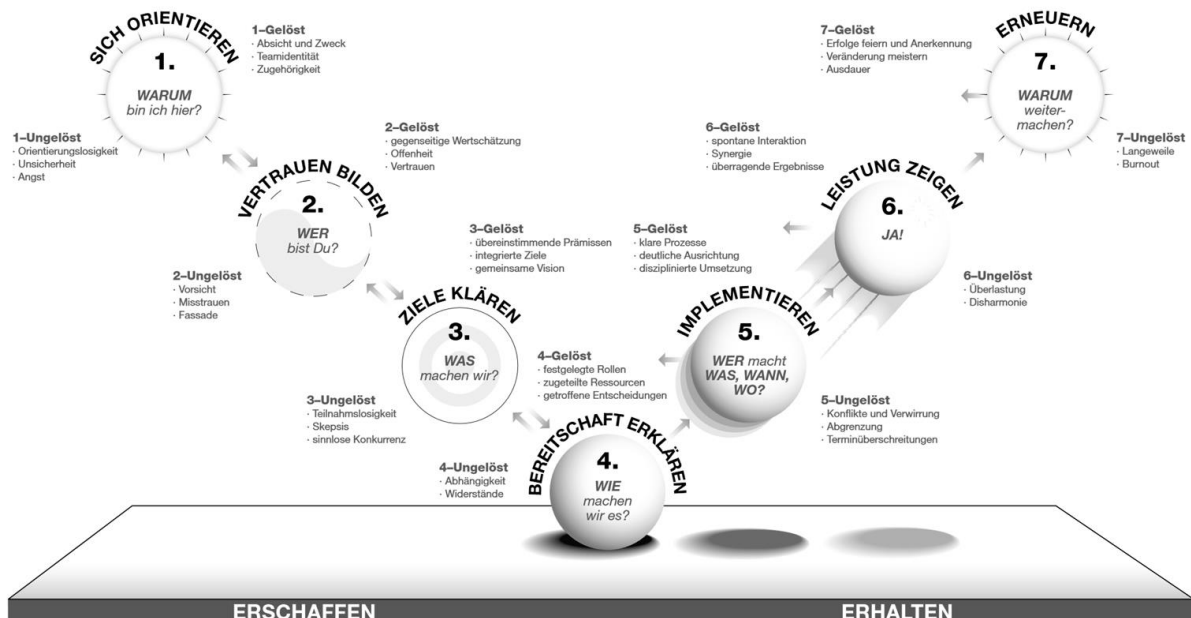 SICH ORIENTIEREN
1.
WARUM
bin ich hier?
1–Gelöst
· Absicht und Zweck
· Teamidentität
· Zugehörigkeit
1–Ungelöst
· Orientierungslosigkeit
· Unsicherheit
· Angst
VERTRAUEN BILDEN
2.
WER
bist Du?
2–Gelöst
· gegenseitige Wertschätzung
· Offenheit
· Vertrauen
2–Ungelöst
· Vorsicht
· Misstrauen
· Fassade
ZIELE KLÄREN
3.
WAS
machen wir?
3–Gelöst
· übereinstimmende Prämissen
· integrierte Ziele
· gemeinsame Vision
3–Ungelöst
· Teilnahmslosigkeit
· Skepsis
· sinnlose Konkurrenz
BEREITSCHAFT ERKLÄREN
4.
WIE
machen
wir es?
4–Gelöst
· festgelegte Rollen
· zugeteilte Ressourcen
· getroffene Entscheidungen
4–Ungelöst
· Abhängigkeit
· Widerstände
IMPLEMENTIEREN
5.
WER macht
WAS, WANN,
WO?
5–Gelöst
· klare Prozesse
· deutliche Ausrichtung
· disziplinierte Umsetzung
5–Ungelöst
· Konflikte und Verwirrung
· Abgrenzung
· Terminüberschreitungen
LEISTUNG ZEIGEN
6.
JA!
6–Gelöst
· spontane Interaktion
· Synergie
· überragende Ergebnisse
6–Ungelöst
· Überlastung
· Disharmonie
ERNEUERN
7.
WARUM
weiter-
machen?
7–Gelöst
· Erfolge feiern und Anerkennung
· Veränderung meistern
· Ausdauer
7–Ungelöst
· Langeweile
· Burnout
ERSCHAFFEN
ERHALTEN